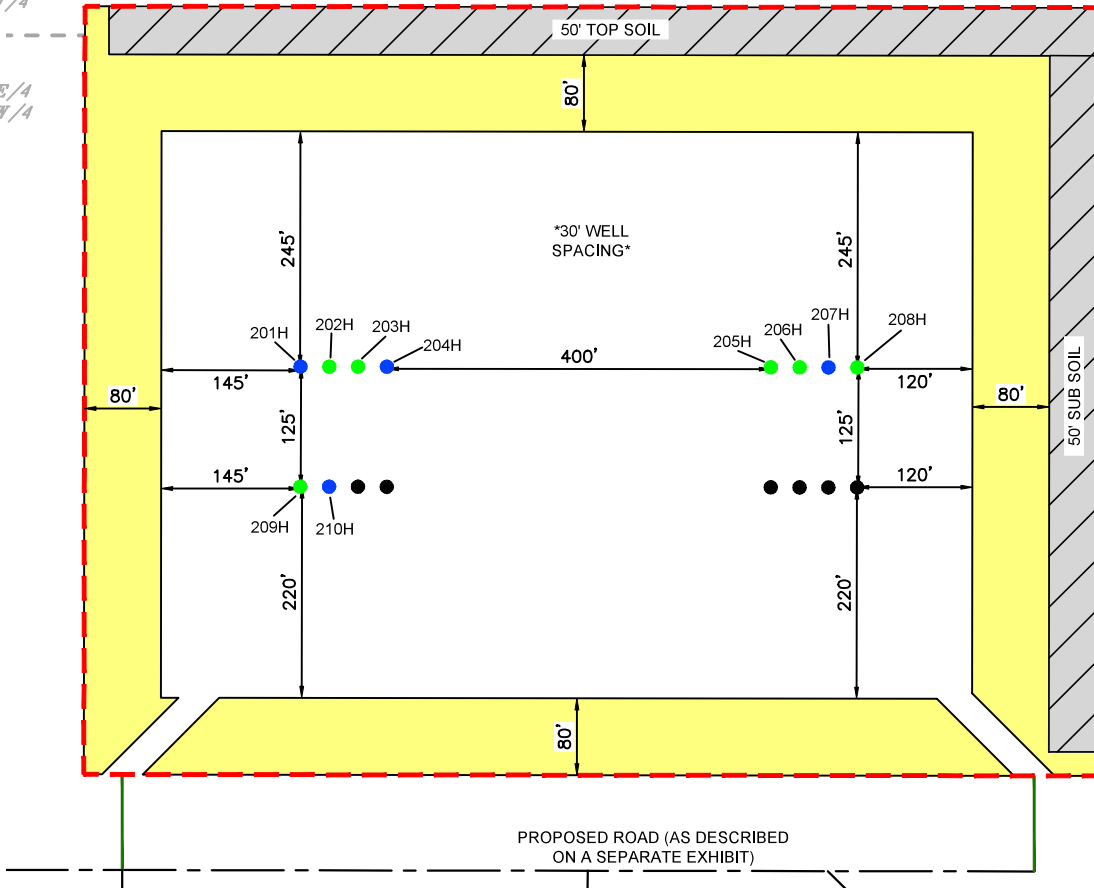 50' TOP SOIL
80'
*30' WELL
SPACING*
245'
245'
201H
202H
203H
204H
205H
206H
207H
208H
400'
145'
120'
80'
80'
50' SUB SOIL
125'
125'
145'
120'
209H
210H
220'
220'
80'
PROPOSED ROAD (AS DESCRIBED
ON A SEPARATE EXHIBIT)